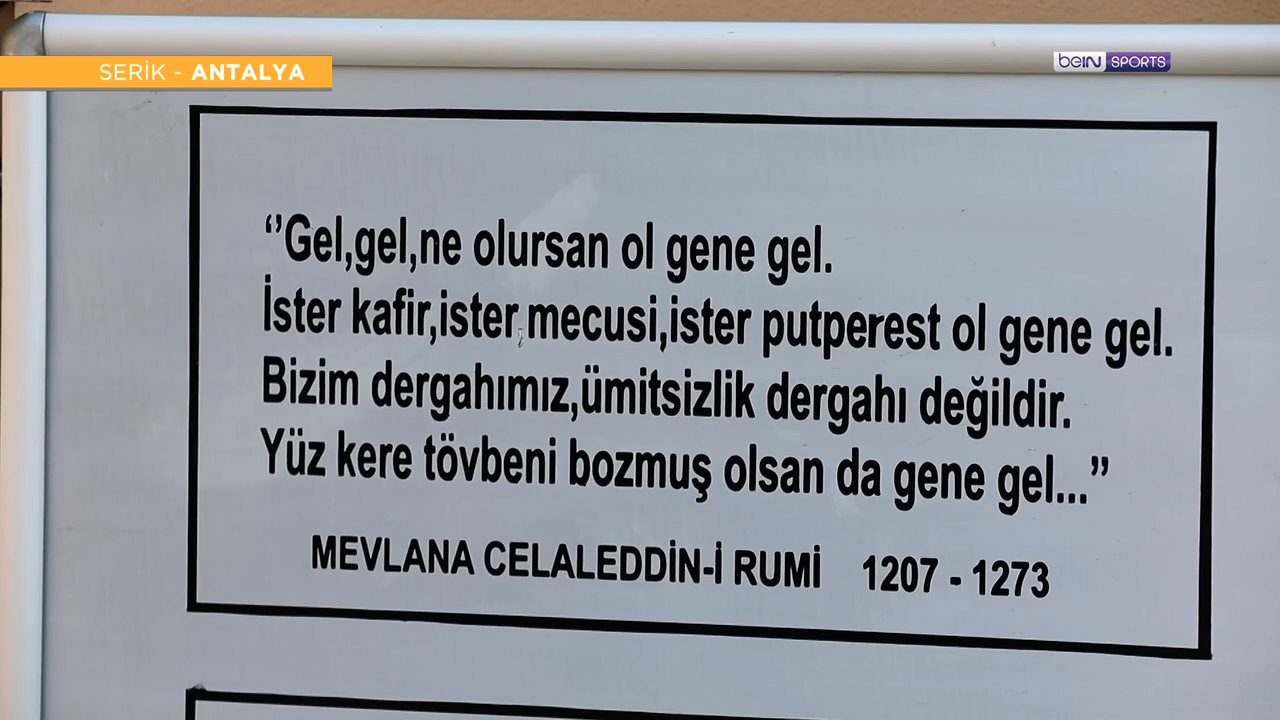 SERİK - ANTALYA
beIN SPORTS
‘’Gel,gel,ne olursan ol gene gel.
İster kafir,ister,mecusi,ister putperest ol gene gel.
Bizim dergahımız,ümitsizlik dergahı değildir.
Yüz kere tövbeni bozmuş olsan da gene gel...’’
MEVLANA CELALEDDİN-İ RUMİ 1207 - 1273